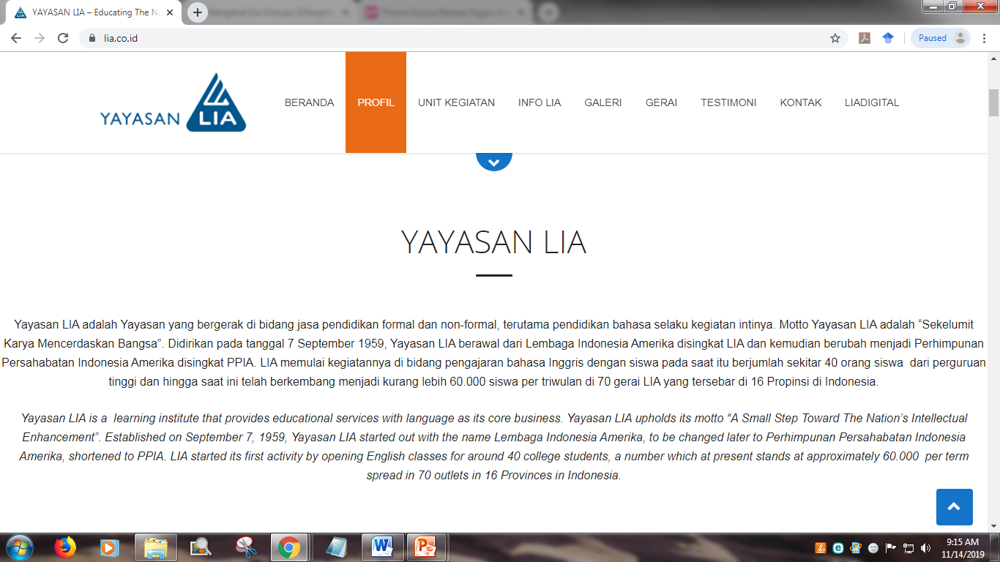 YAYASAN LIA – Educating The Na
lia.co.id
Paused
YAYASAN LIA
BERANDA
PROFIL
UNIT KEGIATAN
INFO LIA
GALERI
GERAI
TESTIMONI
KONTAK
LIADIGITAL
YAYASAN LIA
Yayasan LIA adalah Yayasan yang bergerak di bidang jasa pendidikan formal dan non-formal, terutama pendidikan bahasa selaku kegiatan intinya. Motto Yayasan LIA adalah “Sekelumit
Karya Mencerdaskan Bangsa”. Didirikan pada tanggal 7 September 1959, Yayasan LIA berawal dari Lembaga Indonesia Amerika disingkat LIA dan kemudian berubah menjadi Perhimpunan
Persahabatan Indonesia Amerika disingkat PPIA. LIA memulai kegiatannya di bidang pengajaran bahasa Inggris dengan siswa pada saat itu berjumlah sekitar 40 orang siswa  dari perguruan
tinggi dan hingga saat ini telah berkembang menjadi kurang lebih 60.000 siswa per triwulan di 70 gerai LIA yang tersebar di 16 Propinsi di Indonesia.
Yayasan LIA is a  learning institute that provides educational services with language as its core business. Yayasan LIA upholds its motto “A Small Step Toward The Nation’s Intellectual
Enhancement”. Established on September 7, 1959, Yayasan LIA started out with the name Lembaga Indonesia Amerika, to be changed later to Perhimpunan Persahabatan Indonesia
Amerika, shortened to PPIA. LIA started its first activity by opening English classes for around 40 college students, a number which at present stands at approximately 60.000  per term
spread in 70 outlets in 16 Provinces in Indonesia.
9:15 AM
11/14/2019